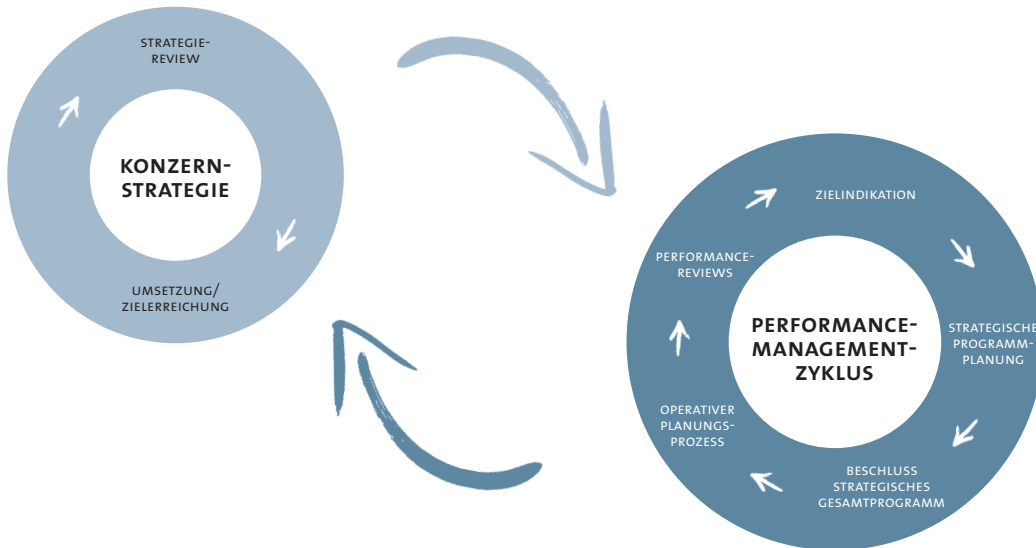 STRATEGIE-
REVIEW
KONZERN-
STRATEGIE
UMSETZUNG/
ZIELERREICHUNG
ZIELINDIKATION
STRATEGISCHE
PROGRAMM-
PLANUNG
BESCHLUSS
STRATEGISCHES
GESAMTPROGRAMM
OPERATIVER
PLANUNGS-
PROZESS
PERFORMANCE-
REVIEWS
PERFORMANCE-
MANAGEMENT-
ZYKLUS